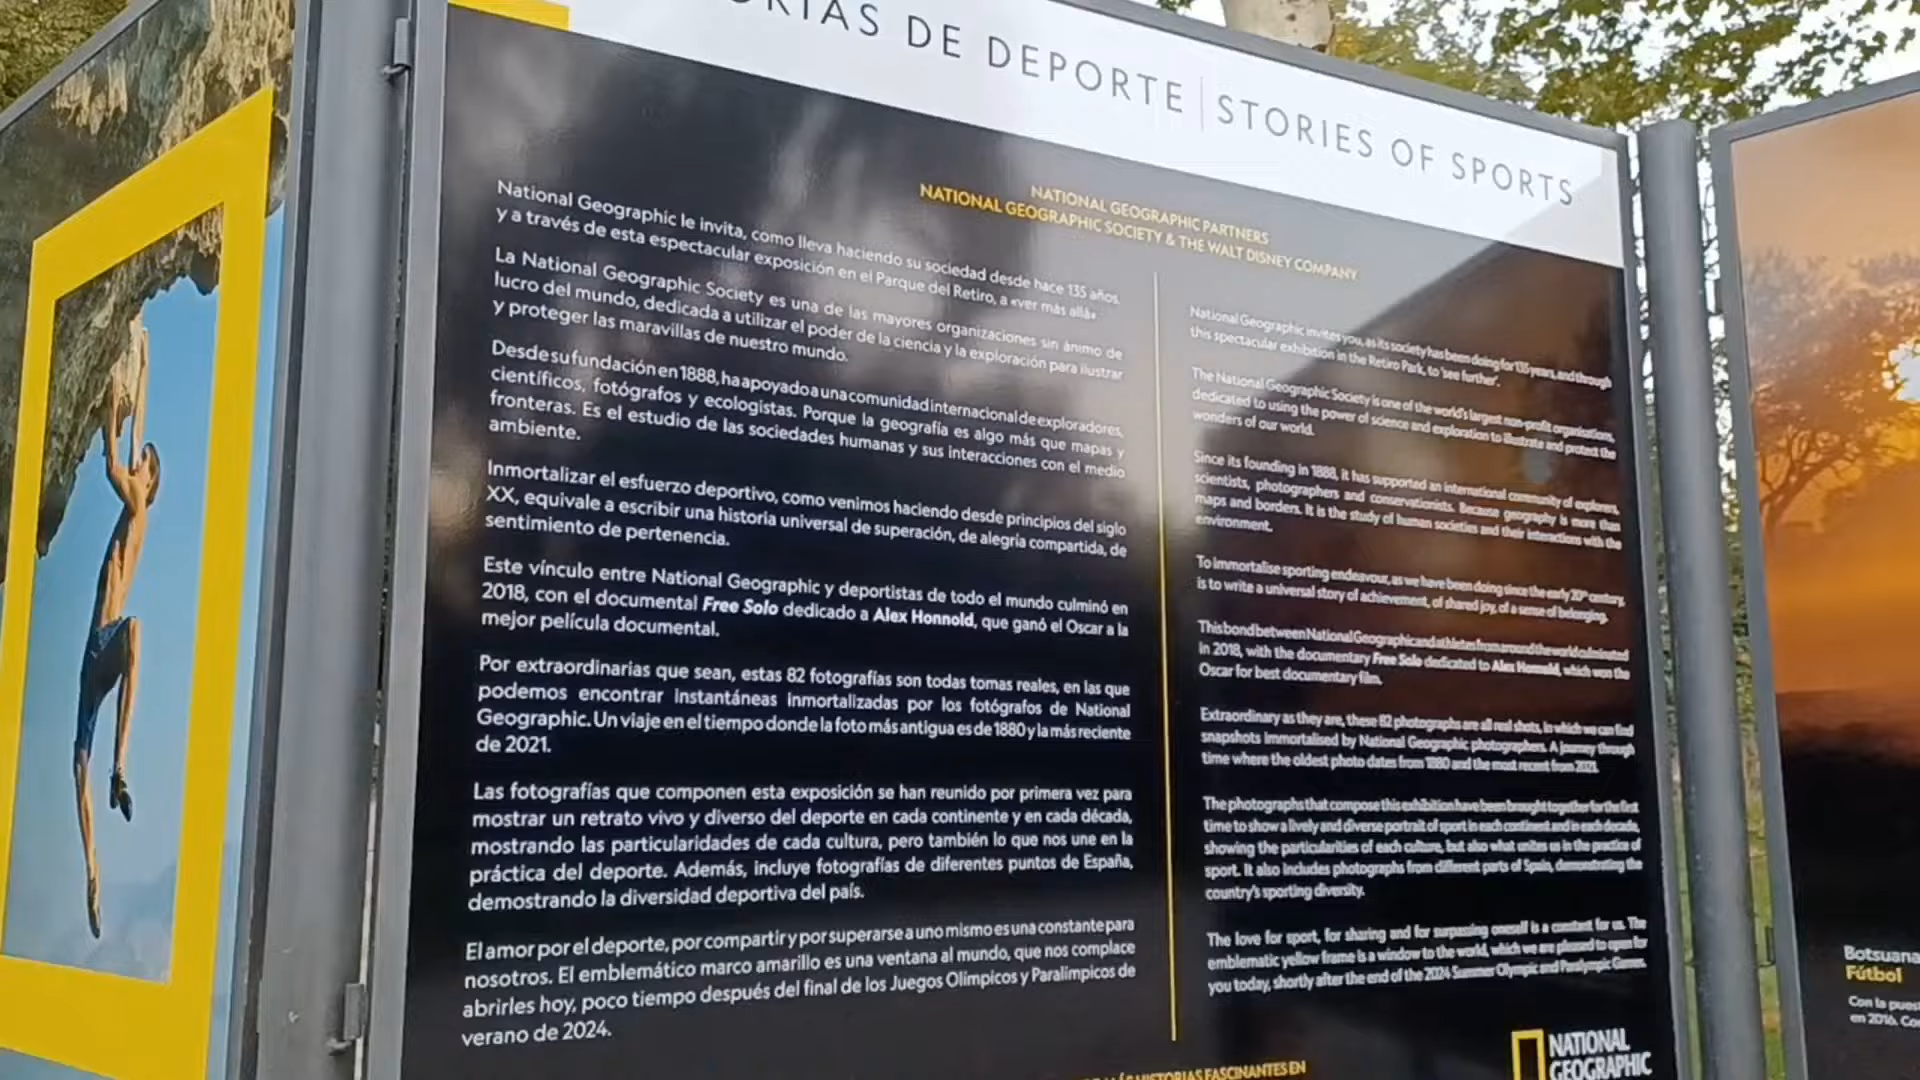 RIAS DE DEPORTE | STORIES OF SPORTS
NATIONAL GEOGRAPHIC PARTNERS
NATIONAL GEOGRAPHIC SOCIETY & THE WALT DISNEY COMPANY
National Geographic le invita, como lleva haciendo su sociedad desde hace 135 años,
y a través de esta espectacular exposición en el Parque del Retiro, a «ver más allá»
La National Geographic Society es una de las mayores organizaciones sin ánimo de
lucro del mundo, dedicada a utilizar el poder de la ciencia y la exploración para ilustrar
y proteger las maravillas de nuestro mundo.
Desde su fundación en 1888, ha apoyado a una comunidad internacional de exploradores,
científicos, fotógrafos y ecologistas. Porque la geografía es algo más que mapas y
fronteras. Es el estudio de las sociedades humanas y sus interacciones con el medio
ambiente.
Inmortalizar el esfuerzo deportivo, como venimos haciendo desde principios del siglo
XX, equivale a escribir una historia universal de superación, de alegría compartida, de
sentimiento de pertenencia.
Este vínculo entre National Geographic y deportistas de todo el mundo culminó en
2018, con el documental Free Solo dedicado a Alex Honnold, que ganó el Oscar a la
mejor película documental.
Por extraordinarias que sean, estas 82 fotografías son todas tomas reales, en las que
podemos encontrar instantáneas inmortalizadas por los fotógrafos de National
Geographic. Un viaje en el tiempo donde la foto más antigua es de 1880 y la más reciente
de 2021.
Las fotografías que componen esta exposición se han reunido por primera vez para
mostrar un retrato vivo y diverso del deporte en cada continente y en cada década,
mostrando las particularidades de cada cultura, pero también lo que nos une en la
práctica del deporte. Además, incluye fotografías de diferentes puntos de España,
demostrando la diversidad deportiva del país.
El amor por el deporte, por compartir y por superarse a uno mismo es una constante para
nosotros. El emblemático marco amarillo es una ventana al mundo, que nos complace
abrirles hoy, poco tiempo después del final de los Juegos Olímpicos y Paralímpicos de
verano de 2024.
National Geographic invites you, as its society has been doing for 135 years, and through
this spectacular exhibition in the Retiro Park, to 'see further'.
The National Geographic Society is one of the world's largest non-profit organisations,
dedicated to using the power of science and exploration to illustrate and protect the
wonders of our world.
Since its founding in 1888, it has supported an international community of explorers,
scientists, photographers and conservationists. Because geography is more than
maps and borders. It is the study of human societies and their interactions with the
environment.
To immortalise sporting endeavour, as we have been doing since the early 20th century,
is to write a universal story of achievement, of shared joy, of a sense of belonging.
This bond between National Geographic and athletes from around the world culminated
in 2018, with the documentary Free Solo dedicated to Alex Honnold, which won the
Oscar for best documentary film.
Extraordinary as they are, these 82 photographs are all real shots, in which we can find
snapshots immortalised by National Geographic photographers. A journey through
time where the oldest photo dates from 1880 and the most recent from 2021.
The photographs that compose this exhibition have been brought together for the first
time to show a lively and diverse portrait of sport in each continent and in each decade,
showing the particularities of each culture, but also what unites us in the practice of
sport. It also includes photographs from different parts of Spain, demonstrating the
country's sporting diversity.
The love for sport, for sharing and for surpassing oneself is a constant for us. The
emblematic yellow frame is a window to the world, which we are pleased to open for
you today, shortly after the end of the 2024 Summer Olympic and Paralympic Games.
HISTORIAS FASCINANTES EN
NATIONAL
GEOGRAPHIC
Botsuana
Fútbol
Con la pues
en 2016. Co